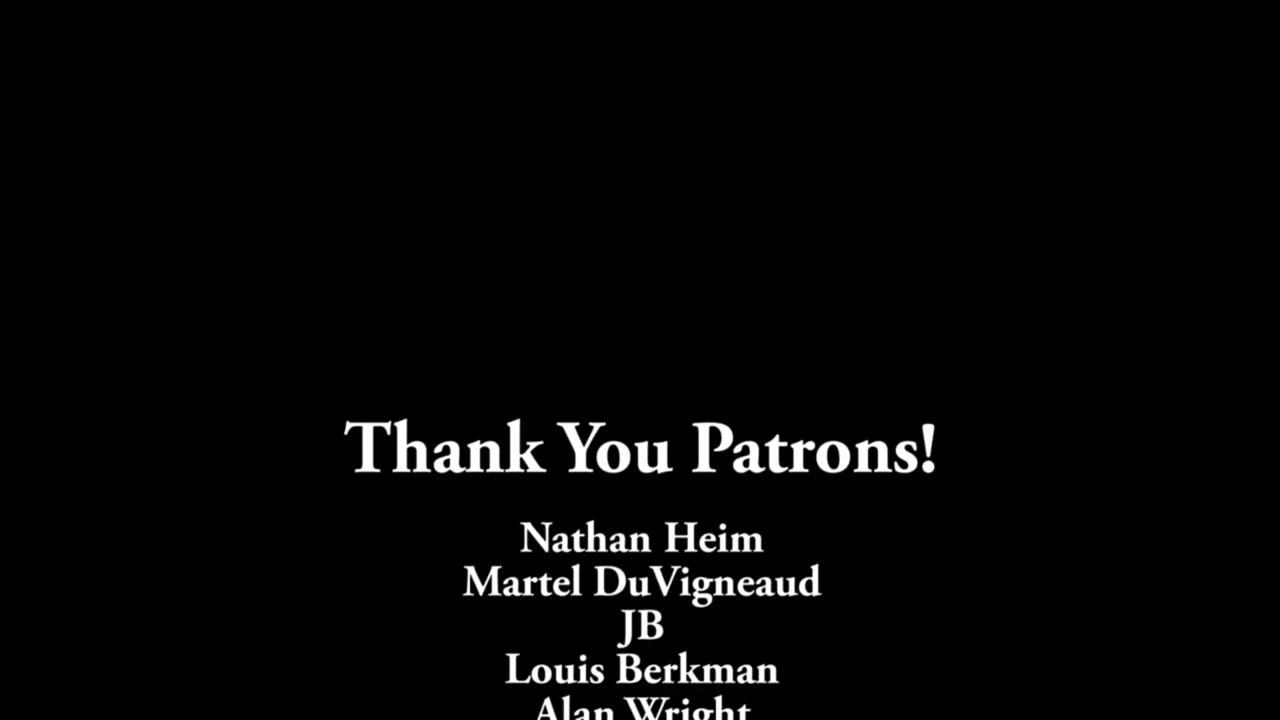 Thank You Patrons!
Nathan Heim
Martel DuVigneaud
JB
Louis Berkman
Alan Wright